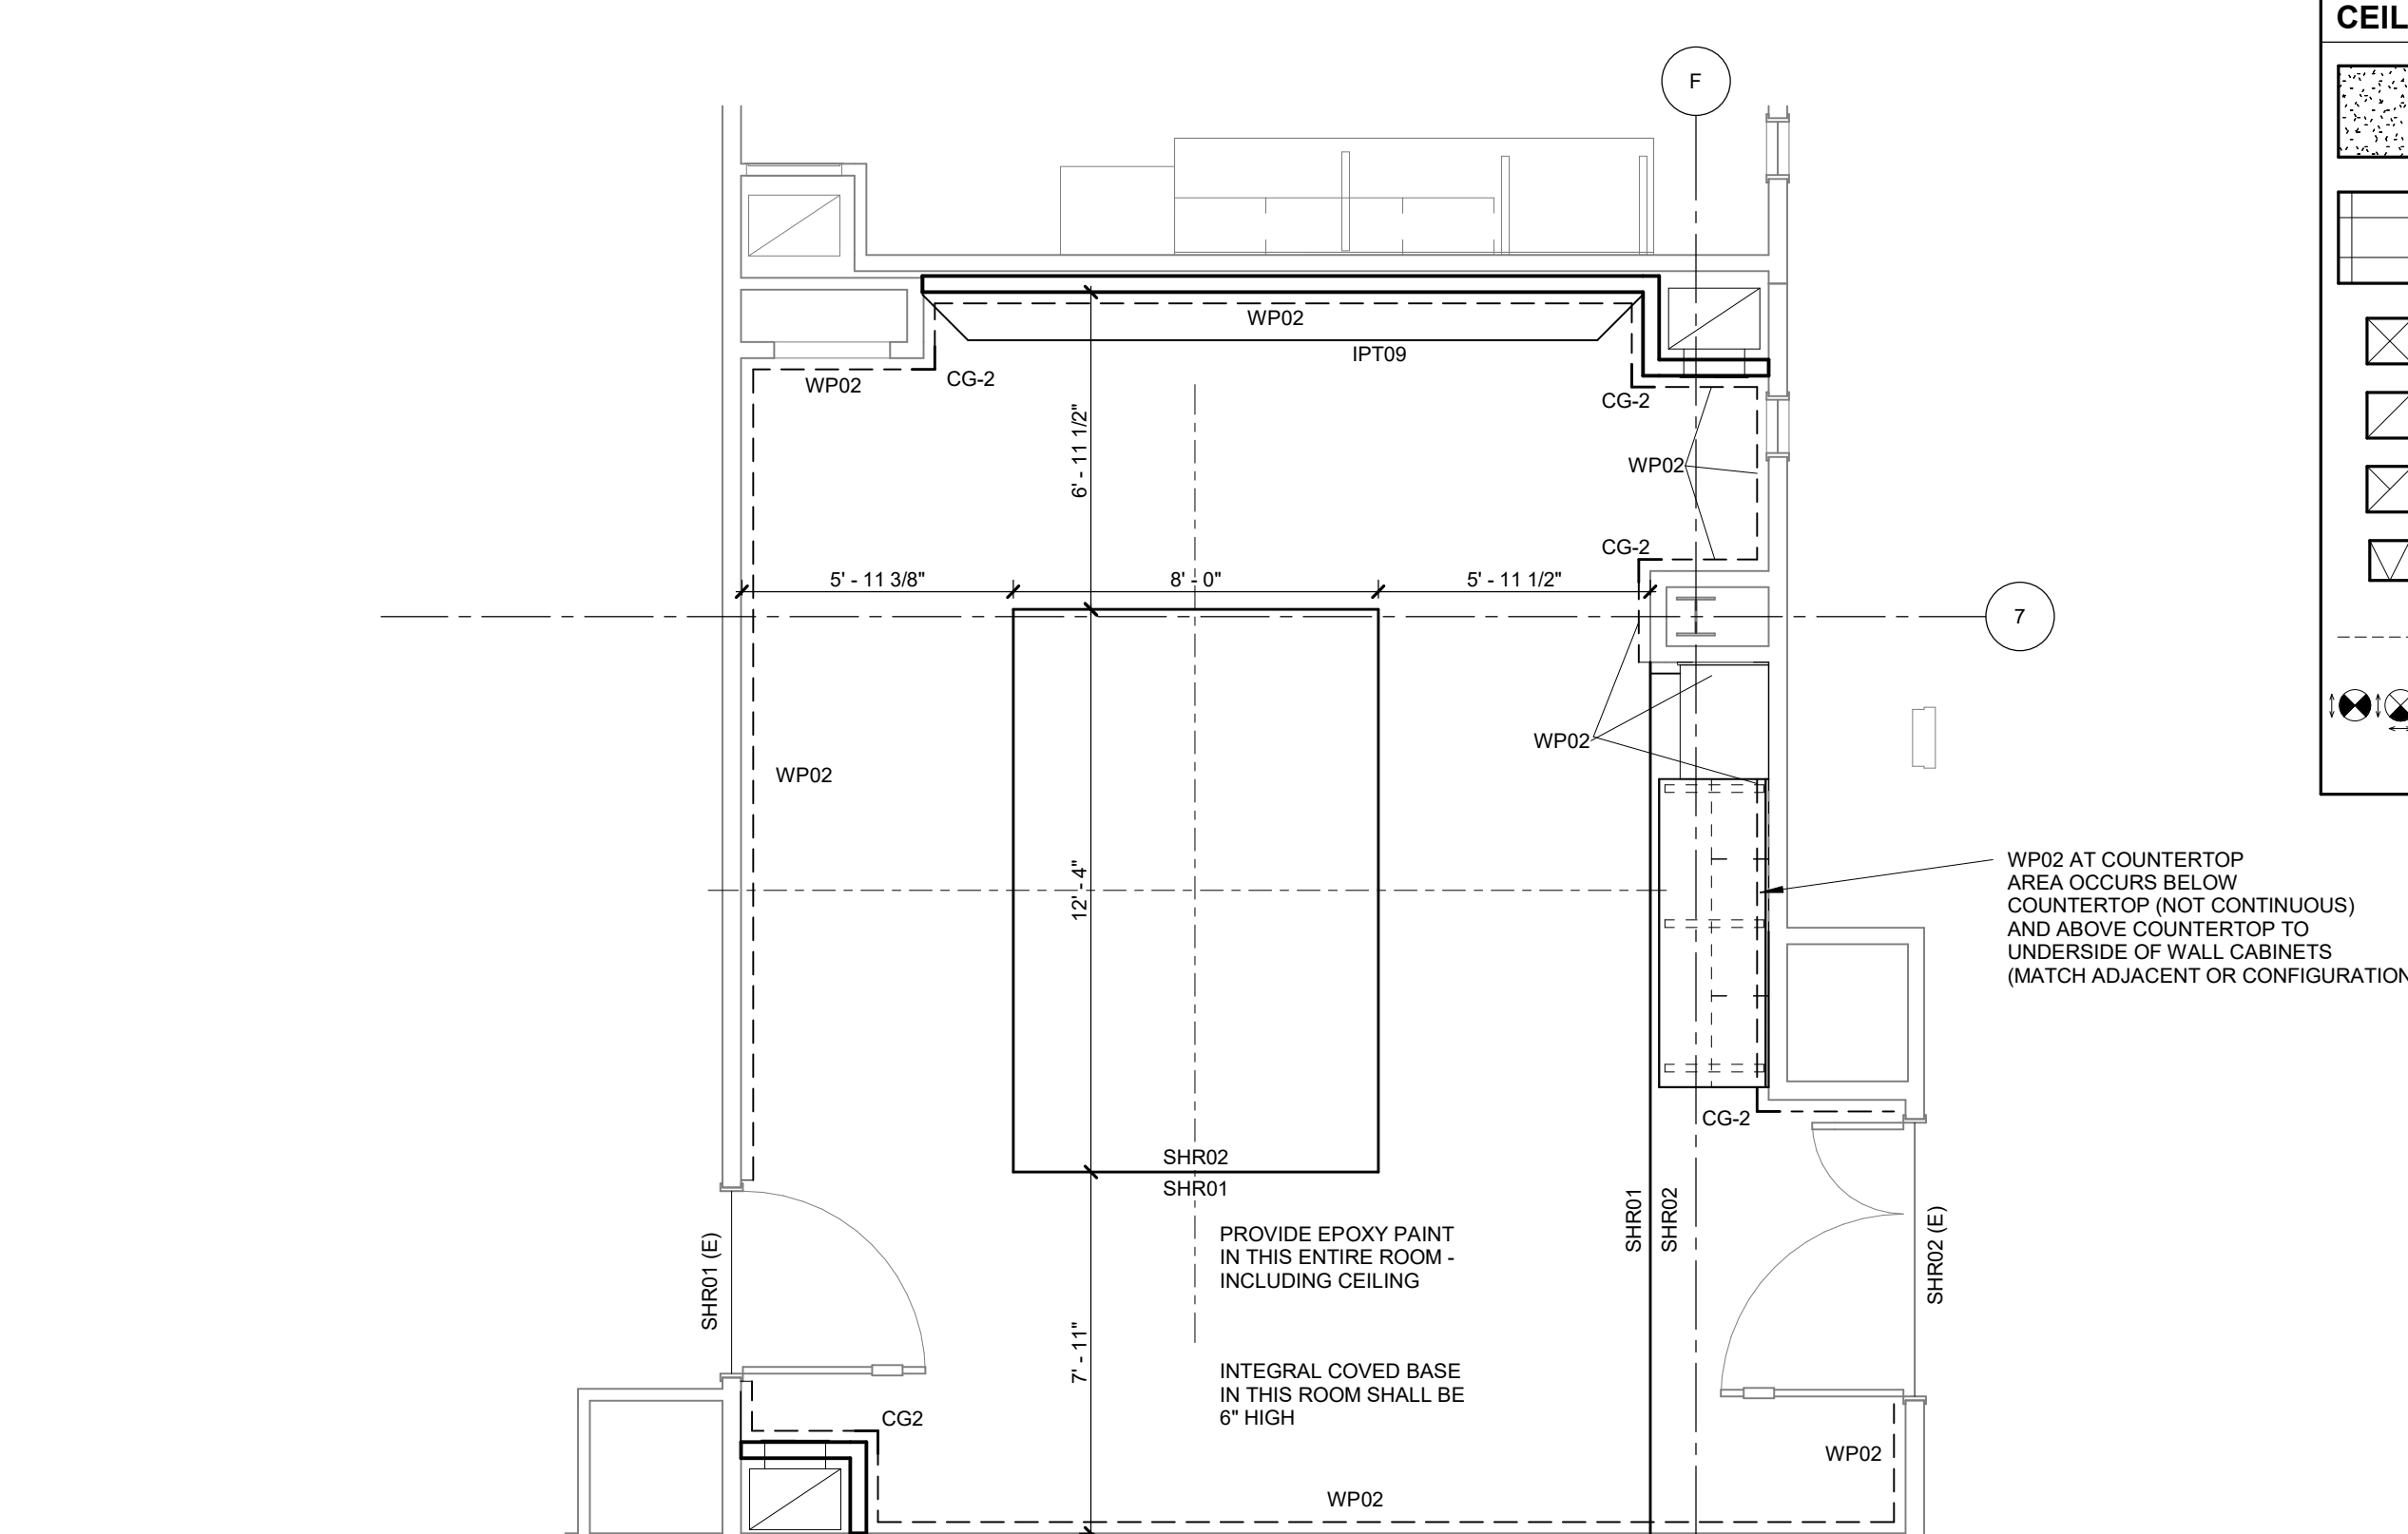 CEIL
F
WP02
IPT09
WP02
CG-2
CG-2
6' - 11 1/2"
WP02
CG-2
5' - 11 3/8"
8' - 0"
5' - 11 1/2"
7
WP02
WP02
WP02 AT COUNTERTOP
AREA OCCURS BELOW
COUNTERTOP (NOT CONTINUOUS)
AND ABOVE COUNTERTOP TO
UNDERSIDE OF WALL CABINETS
(MATCH ADJACENT OR CONFIGURATION
12' - 4"
CG-2
SHR02
SHR01
SHR01
SHR02
SHR01 (E)
SHR02 (E)
PROVIDE EPOXY PAINT
IN THIS ENTIRE ROOM -
INCLUDING CEILING
7' - 11"
INTEGRAL COVED BASE
IN THIS ROOM SHALL BE
6" HIGH
CG2
WP02
WP02